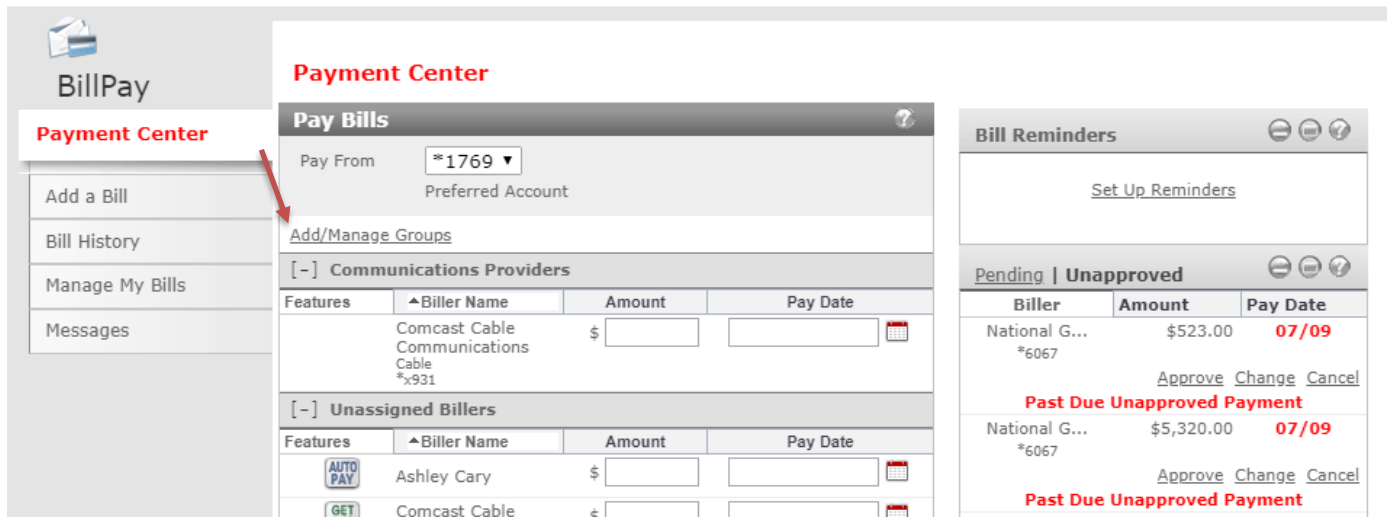 BillPay
Payment Center
Add a Bill
Bill History
Manage My Bills
Messages
Payment Center
Pay Bills ?
Pay From *1769 ▼
Preferred Account
Add/Manage Groups
[-] Communications Providers
Features ▲Biller Name Amount Pay Date
Comcast Cable $
Communications
Cable
*x931
[-] Unassigned Billers
Features ▲Biller Name Amount Pay Date
AUTO
PAY
Ashley Cary $
GET Comcast Cable $
Bill Reminders ?
Set Up Reminders
Pending | Unapproved ?
Biller Amount Pay Date
National G... $523.00 07/09
*6067
Approve Change Cancel
Past Due Unapproved Payment
National G... $5,320.00 07/09
*6067
Approve Change Cancel
Past Due Unapproved Payment